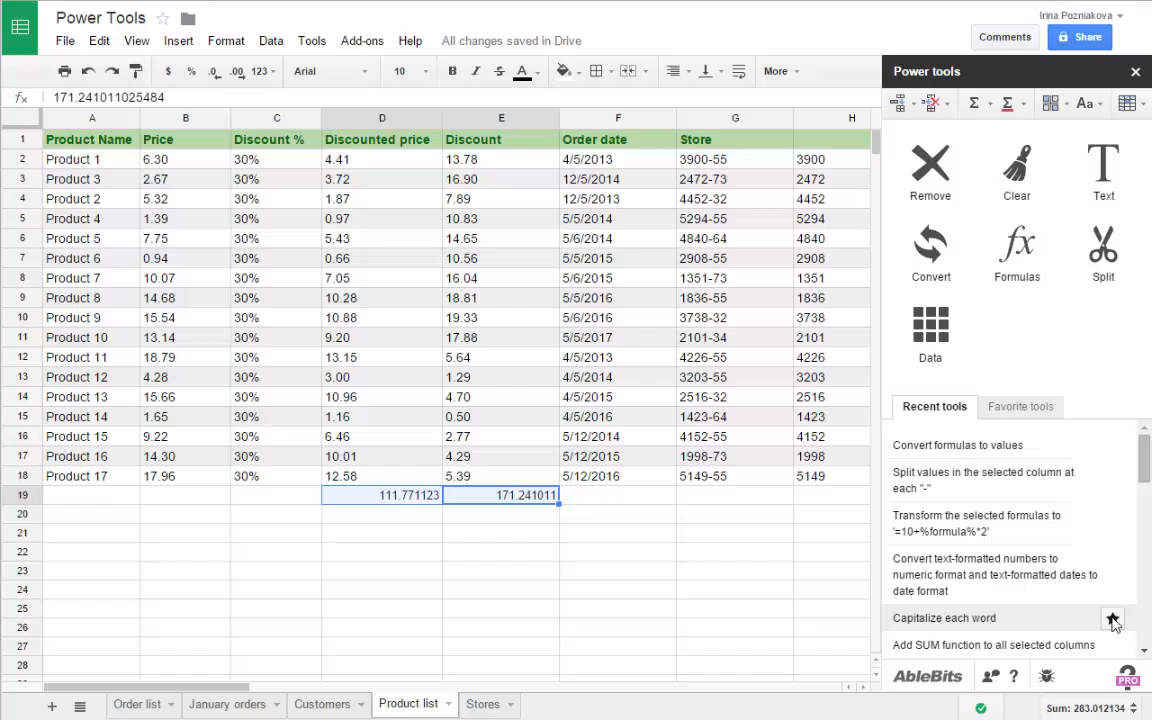 Power Tools
Irina Pozniakova
File Edit View Insert Format Data Tools Add-ons Help All changes saved in Drive
Comments Share
$ % .0 .00 123 Arial 10 B I S A More
fx 171.241011025484
A B C D E F G H
1 Product Name Price Discount % Discounted price Discount Order date Store
2 Product 1 6.30 30% 4.41 13.78 4/5/2013 3900-55 3900
3 Product 3 2.67 30% 3.72 16.90 12/5/2014 2472-73 2472
4 Product 2 5.32 30% 1.87 7.89 12/5/2013 4452-32 4452
5 Product 4 1.39 30% 0.97 10.83 5/5/2014 5294-55 5294
6 Product 5 7.75 30% 5.43 14.65 5/6/2014 4840-64 4840
7 Product 6 0.94 30% 0.66 10.56 5/5/2015 2908-55 2908
8 Product 7 10.07 30% 7.05 16.04 5/6/2015 1351-73 1351
9 Product 8 14.68 30% 10.28 18.81 5/5/2016 1836-55 1836
10 Product 9 15.54 30% 10.88 19.33 5/6/2016 3738-32 3738
11 Product 10 13.14 30% 9.20 17.88 5/5/2017 2101-34 2101
12 Product 11 18.79 30% 13.15 5.64 4/5/2013 4226-55 4226
13 Product 12 4.28 30% 3.00 1.29 4/5/2014 3203-55 3203
14 Product 13 15.66 30% 10.96 4.70 4/5/2015 2516-32 2516
15 Product 14 1.65 30% 1.16 0.50 4/5/2016 1423-64 1423
16 Product 15 9.22 30% 6.46 2.77 5/12/2014 4152-55 4152
17 Product 16 14.30 30% 10.01 4.29 5/12/2015 1998-73 1998
18 Product 17 17.96 30% 12.58 5.39 5/12/2016 5149-55 5149
19 111.771123 171.241011
20
21
22
23
24
25
26
27
28
Power tools
Σ Σ Aa
Remove Clear Text
Convert Formulas Split
Data
Recent tools Favorite tools
Convert formulas to values
Split values in the selected column at
each "-"
Transform the selected formulas to
'=10+%formula%*2'
Convert text-formatted numbers to
numeric format and text-formatted dates to
date format
Capitalize each word
Add SUM function to all selected columns
AbleBits ? PRO
Order list January orders Customers Product list Stores
Sum: 283.012134